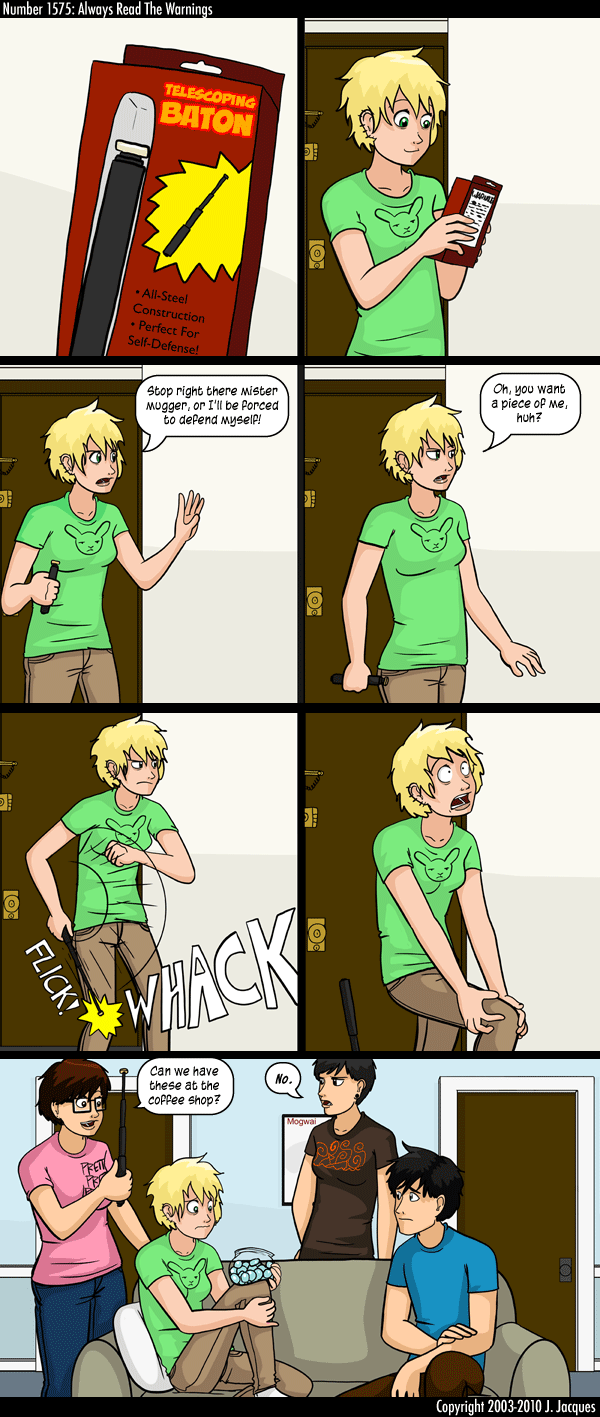 Number 1575: Always Read The Warnings
TELESCOPING
BATON
• All-Steel
Construction
• Perfect For
Self-Defense!
Stop right there mister
mugger, or I'll be forced
to defend myself!
Oh, you want
a piece of me,
huh?
FLICK!
WHACK
Can we have
these at the
coffee shop?
No.
Mogwai
Copyright 2003-2010 J. Jacques